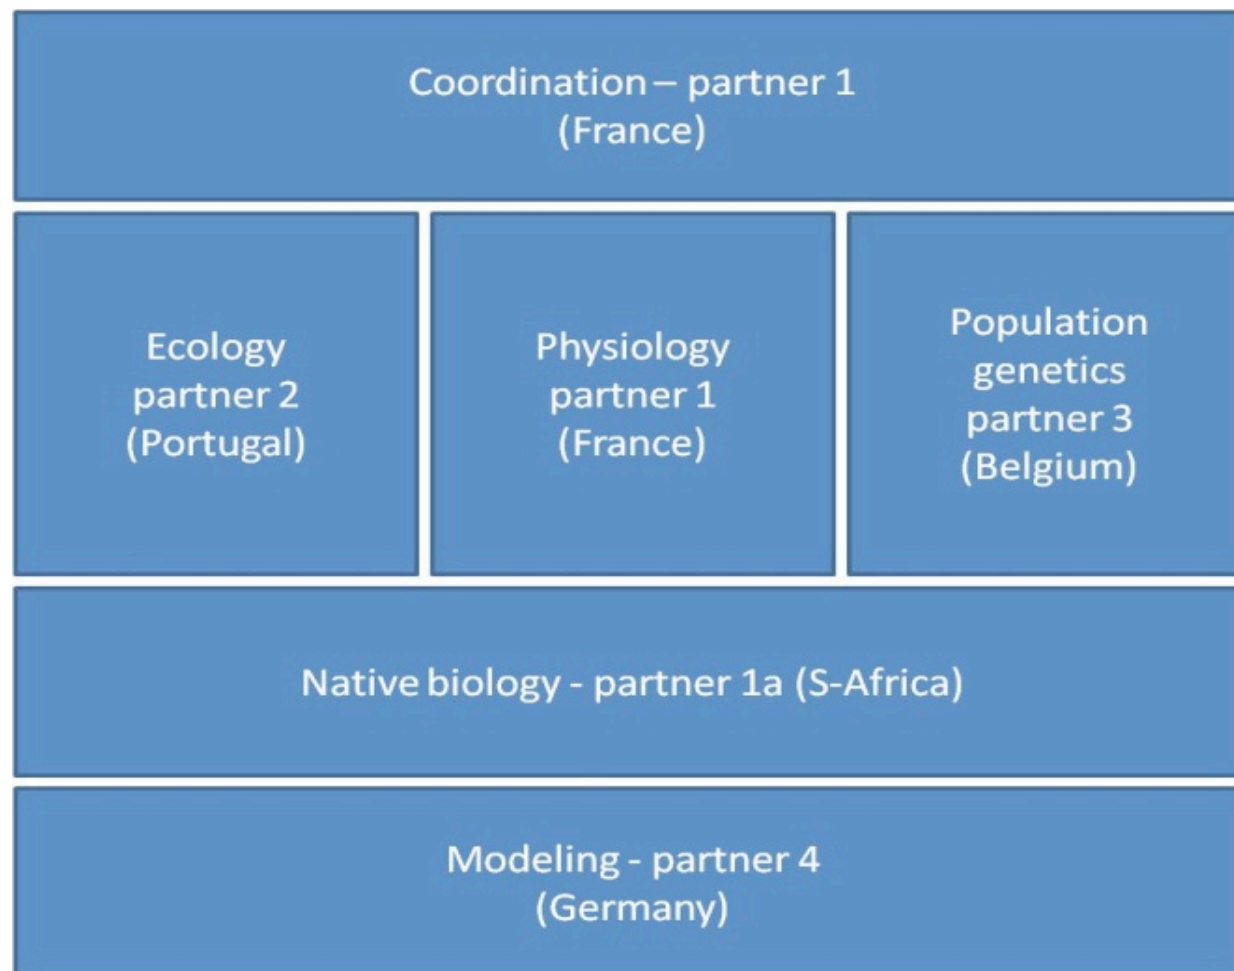 Coordination – partner 1
(France)
Ecology
partner 2
(Portugal)
Physiology
partner 1
(France)
Population
genetics
partner 3
(Belgium)
Native biology - partner 1a (S-Africa)
Modeling - partner 4
(Germany)